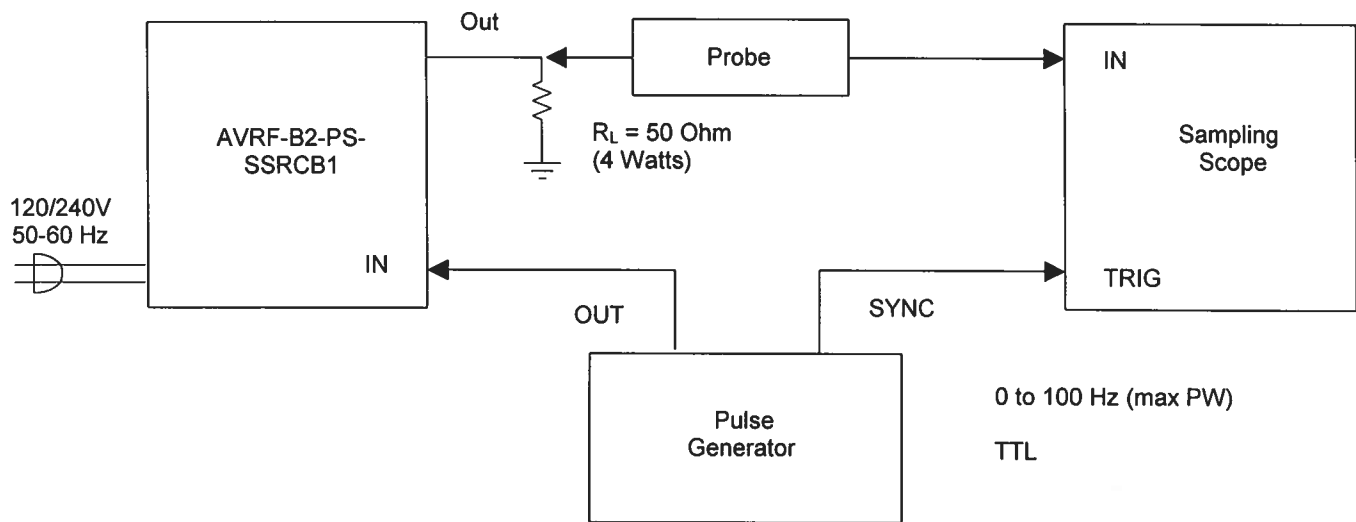 Out
Probe
IN
AVRF-B2-PS-
SSRCB1
R_L = 50 Ohm
(4 Watts)
Sampling
Scope
120/240V
50-60 Hz
IN
TRIG
OUT
SYNC
Pulse
Generator
0 to 100 Hz (max PW)
TTL